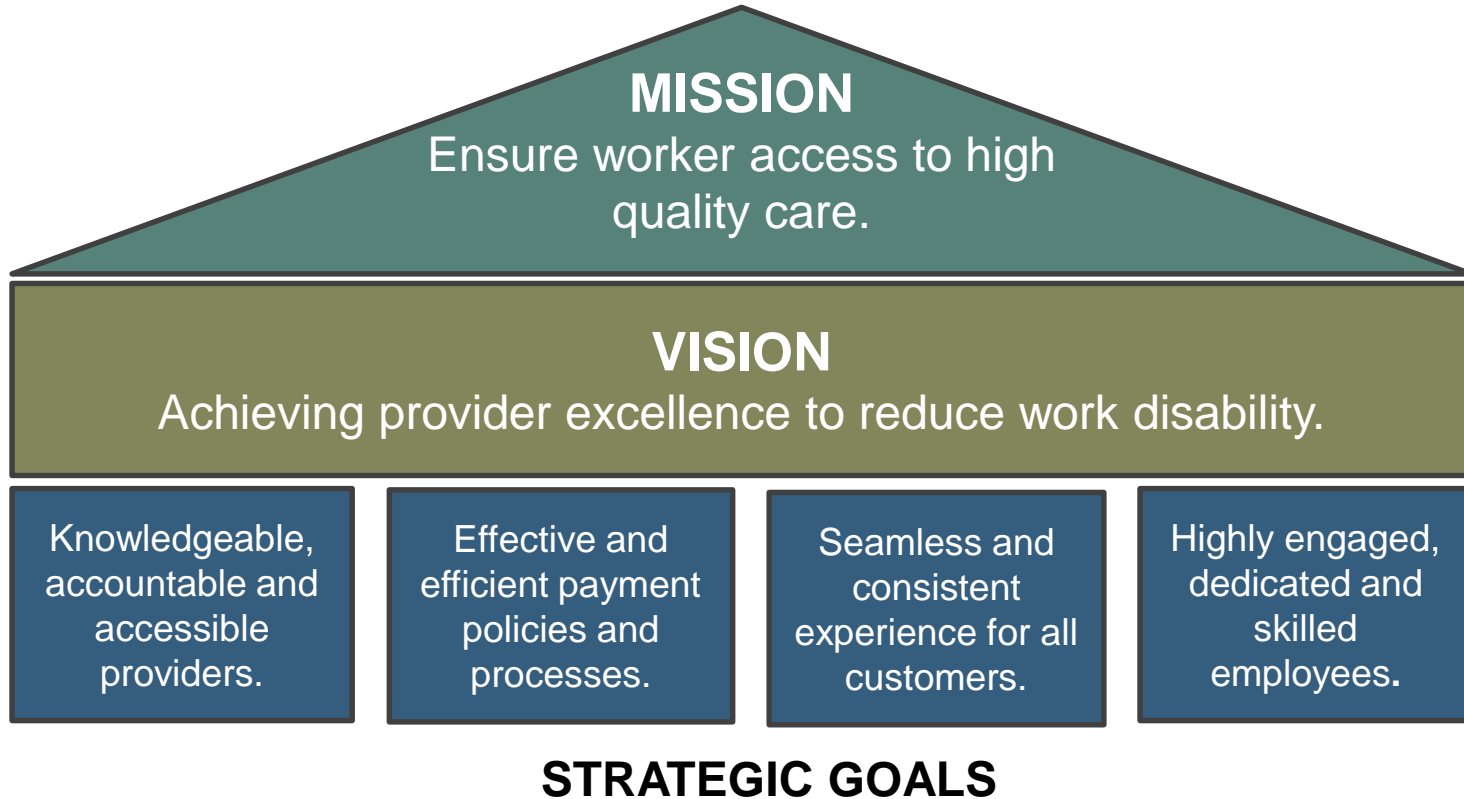 MISSION
Ensure worker access to high
quality care.
VISION
Achieving provider excellence to reduce work disability.
Knowledgeable,
accountable and
accessible
providers.
Effective and
efficient payment
policies and
processes.
Seamless and
consistent
experience for all
customers.
Highly engaged,
dedicated and
skilled
employees.
STRATEGIC GOALS